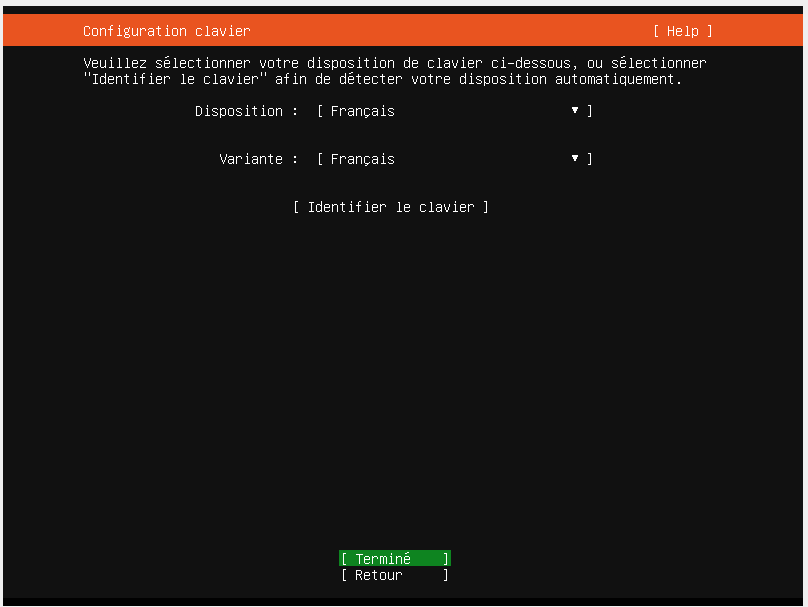 Configuration clavier [ Help ]
Veuillez sélectionner votre disposition de clavier ci-dessous, ou sélectionner
"Identifier le clavier" afin de détecter votre disposition automatiquement.
Disposition : [ Français ▾ ]
Variante : [ Français ▾ ]
[ Identifier le clavier ]
[ Terminé ]
[ Retour ]